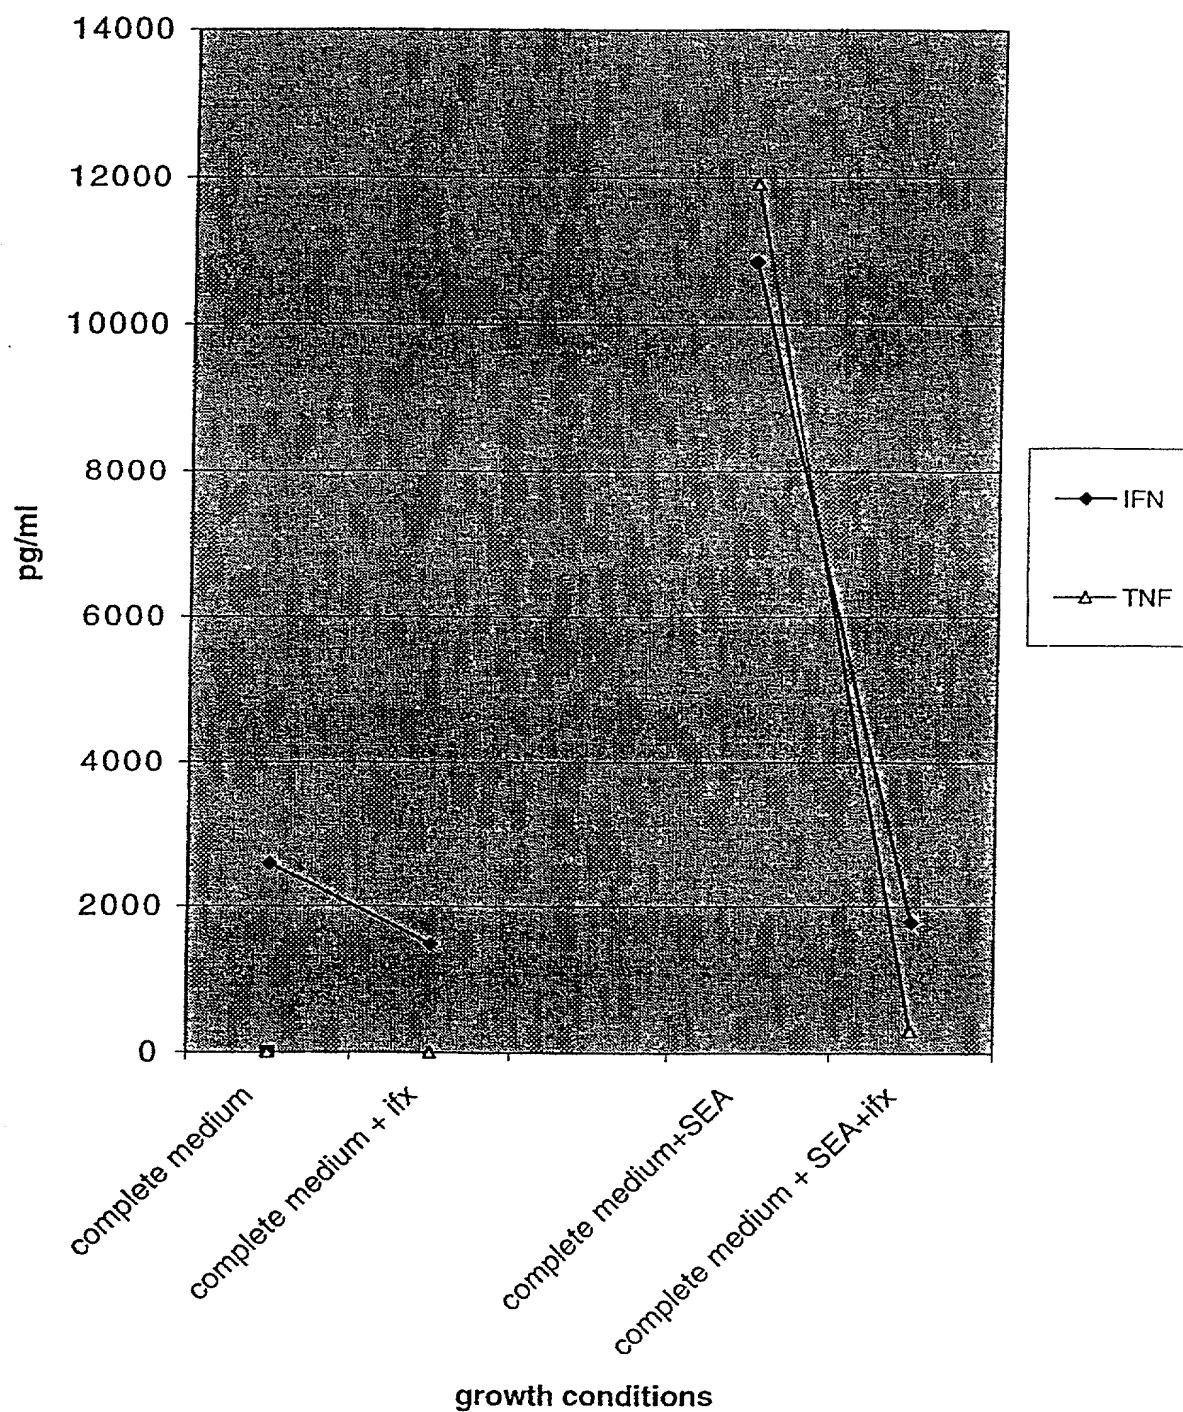 14000
12000
10000
8000
6000
4000
2000
0
pg/ml
IFN
TNF
complete medium
complete medium + ifx
complete medium+SEA
complete medium + SEA+ifx
growth conditions